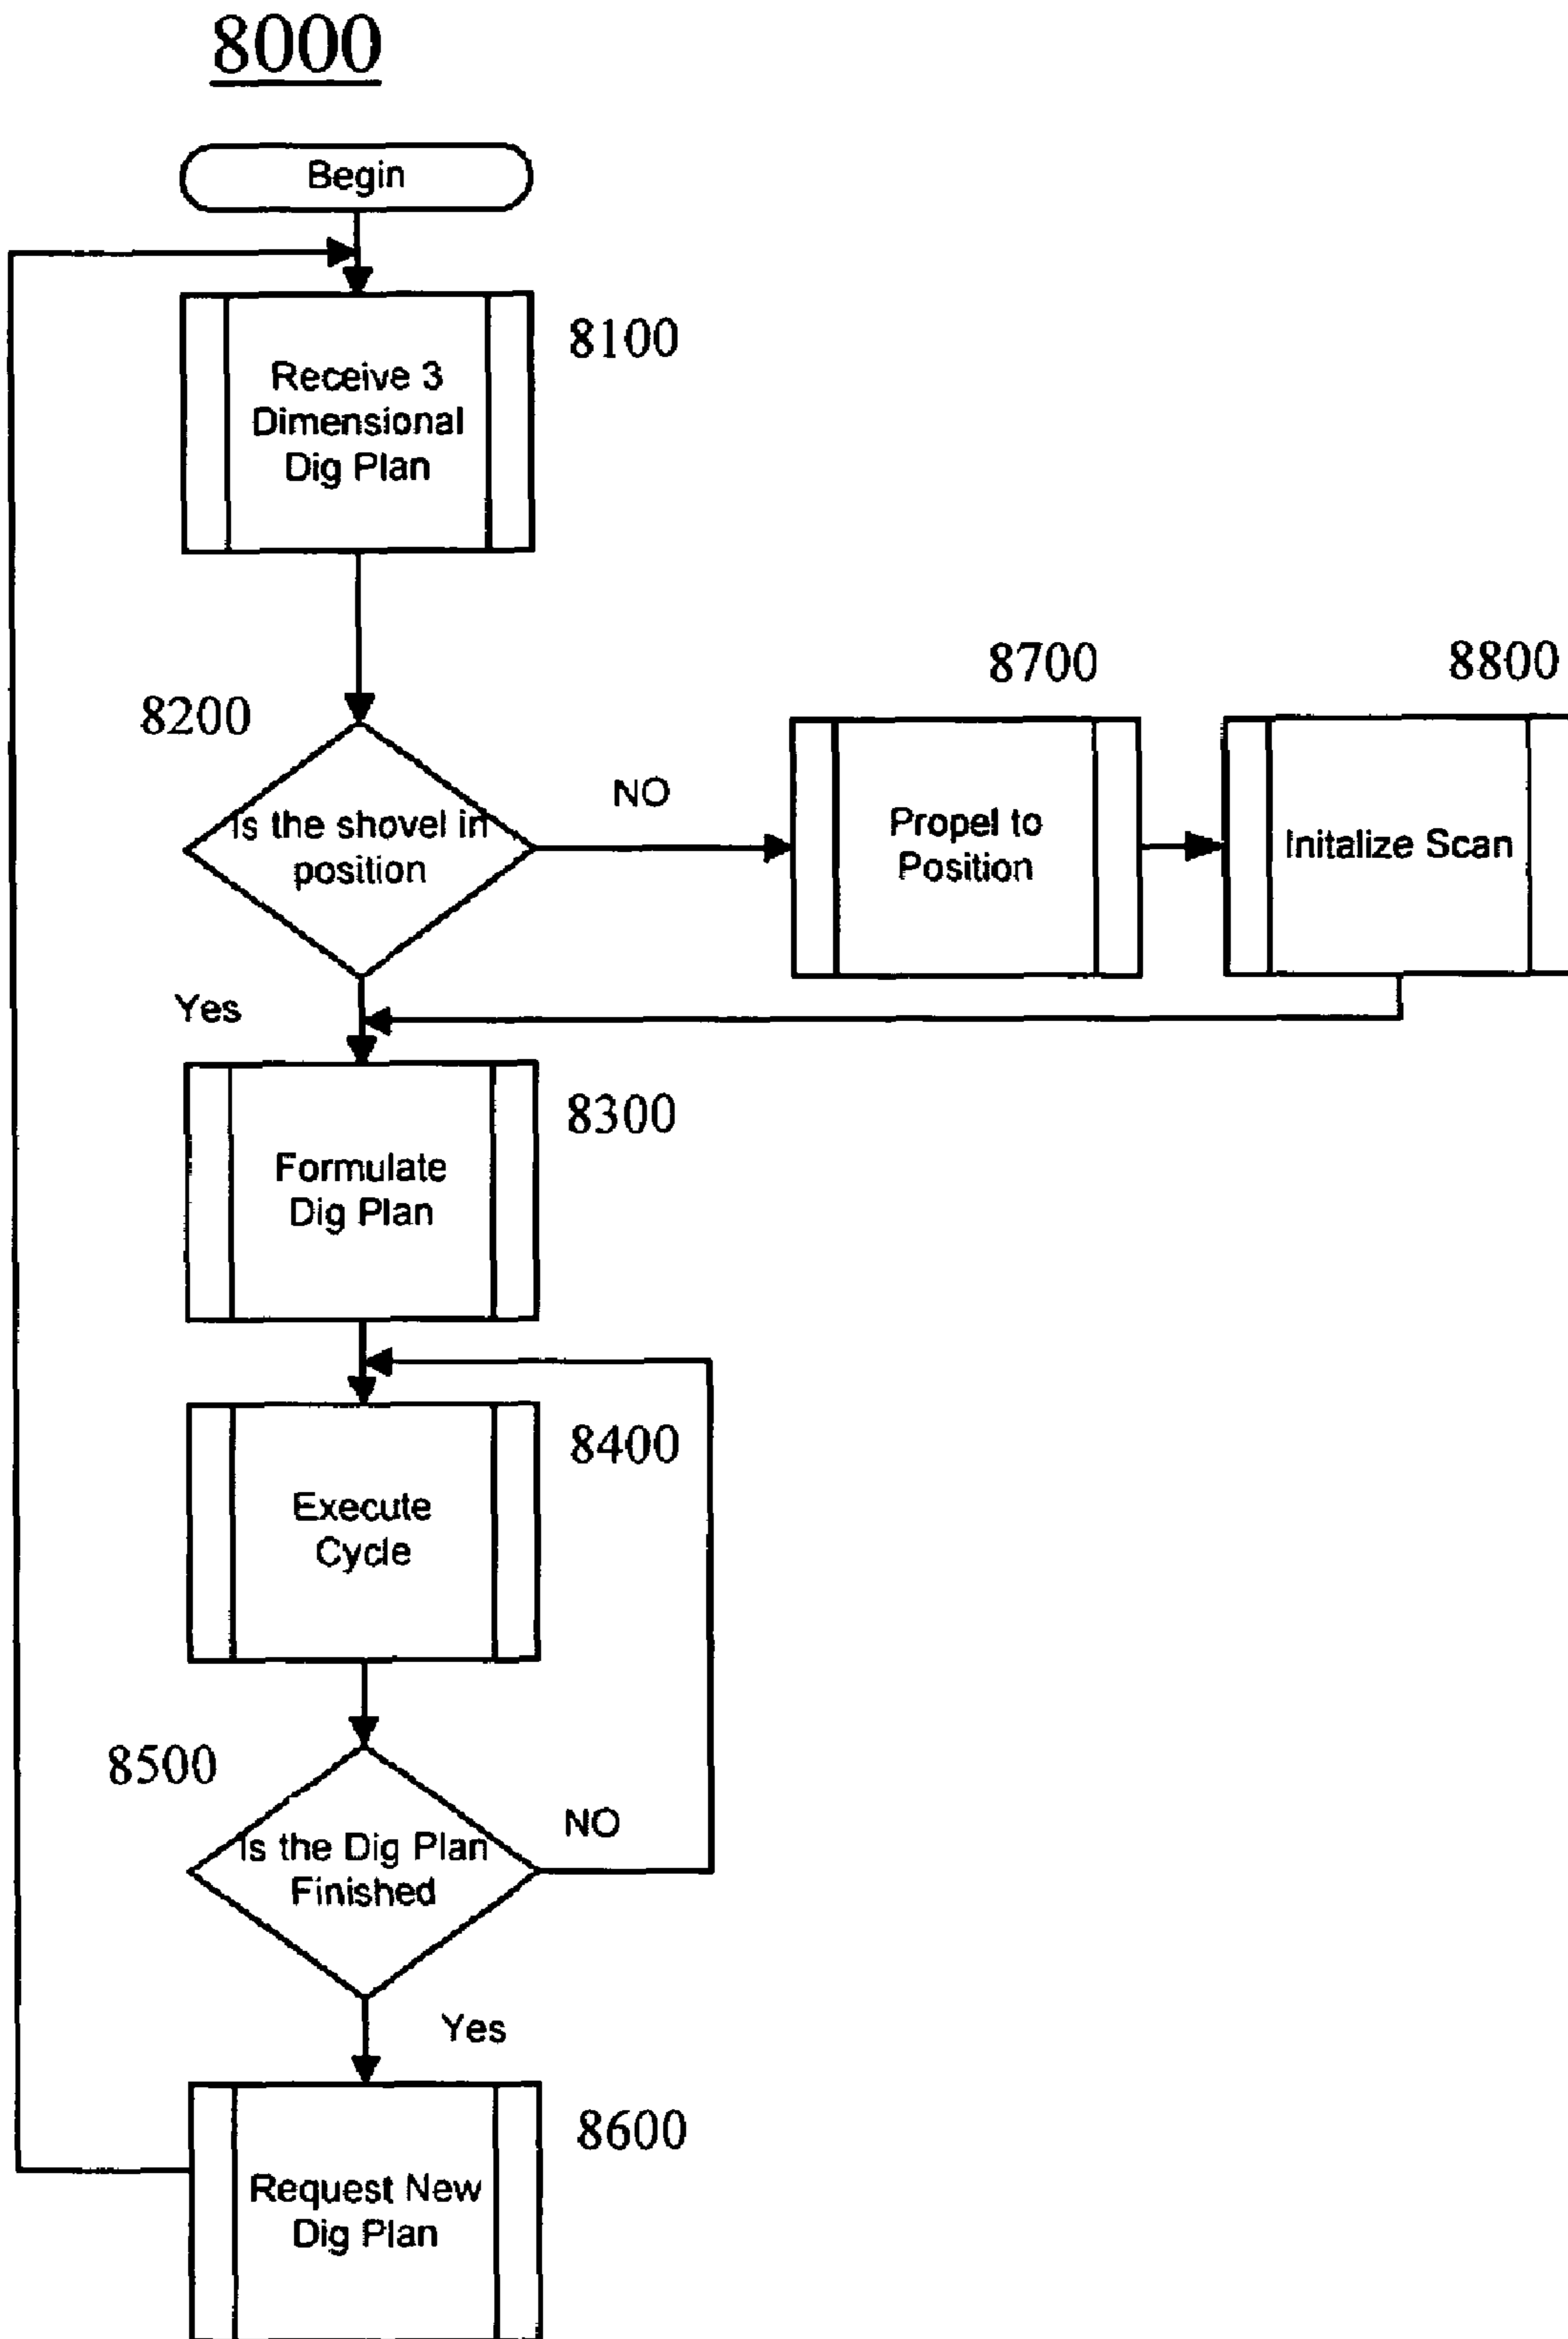 8000
Begin
8100
Receive 3
Dimensional
Dig Plan
8700
8800
8200
NO
Is the shovel in
position
Propel to
Position
Initalize Scan
Yes
8300
Formulate
Dig Plan
8400
Execute
Cycle
8500
NO
Is the Dig Plan
Finished
Yes
8600
Request New
Dig Plan